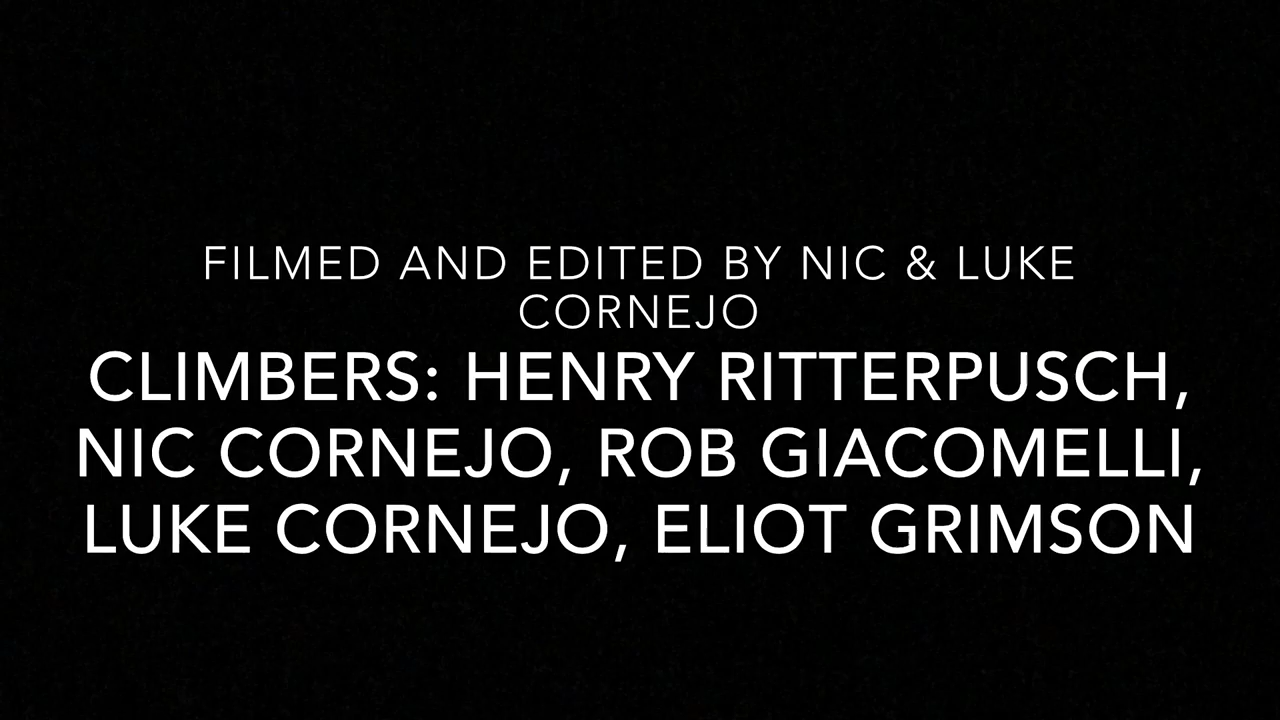 FILMED AND EDITED BY NIC & LUKE
CORNEJO
CLIMBERS: HENRY RITTERPUSCH,
NIC CORNEJO, ROB GIACOMELLI,
LUKE CORNEJO, ELIOT GRIMSON